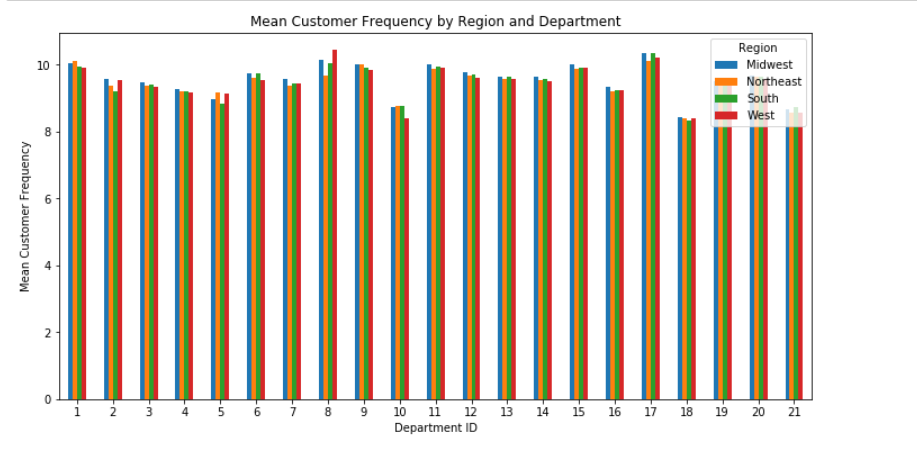 Mean Customer Frequency by Region and Department
Region
Midwest
Northeast
South
West
Mean Customer Frequency
10
8
6
4
2
0
1 2 3 4 5 6 7 8 9 10 11 12 13 14 15 16 17 18 19 20 21
Department ID